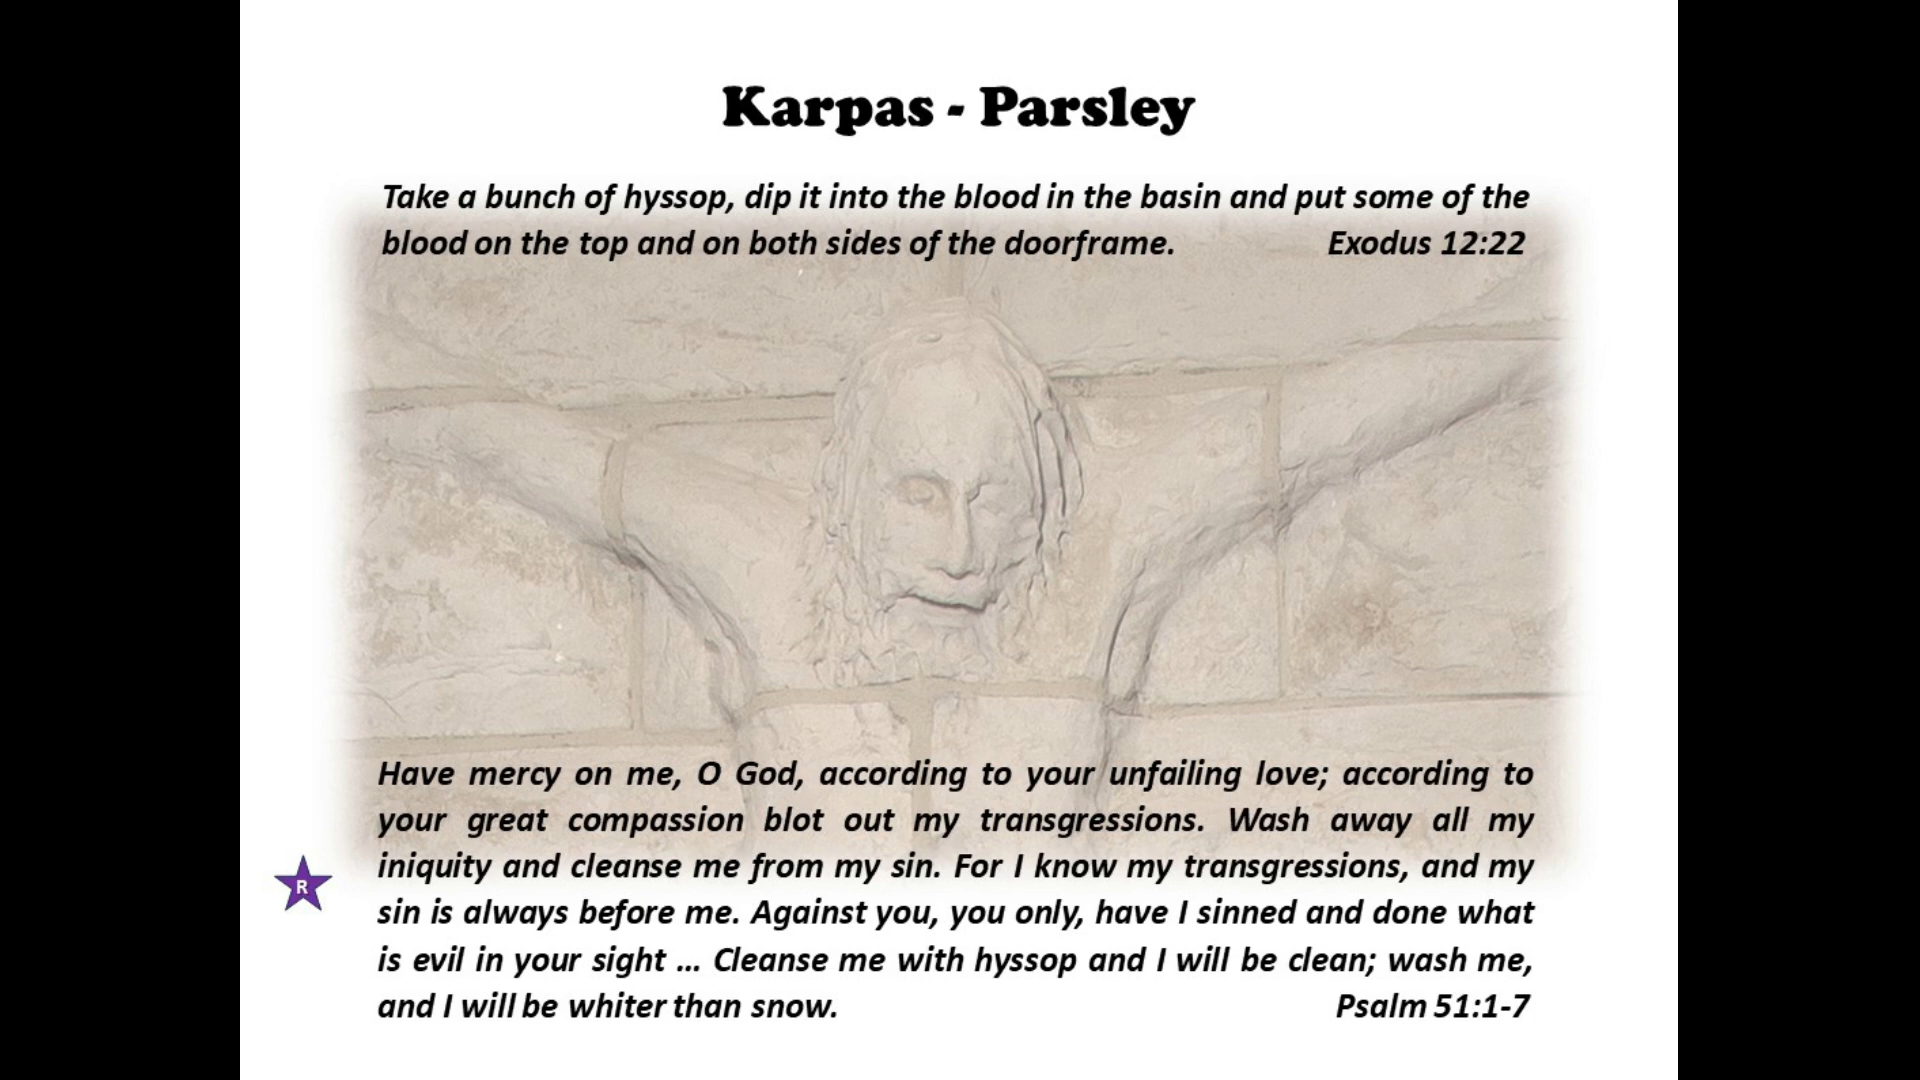 Karpas - Parsley
Take a bunch of hyssop, dip it into the blood in the basin and put some of the
blood on the top and on both sides of the doorframe. Exodus 12:22
Have mercy on me, O God, according to your unfailing love; according to
your great compassion blot out my transgressions. Wash away all my
iniquity and cleanse me from my sin. For I know my transgressions, and my
R
sin is always before me. Against you, you only, have I sinned and done what
is evil in your sight ... Cleanse me with hyssop and I will be clean; wash me,
and I will be whiter than snow. Psalm 51:1-7